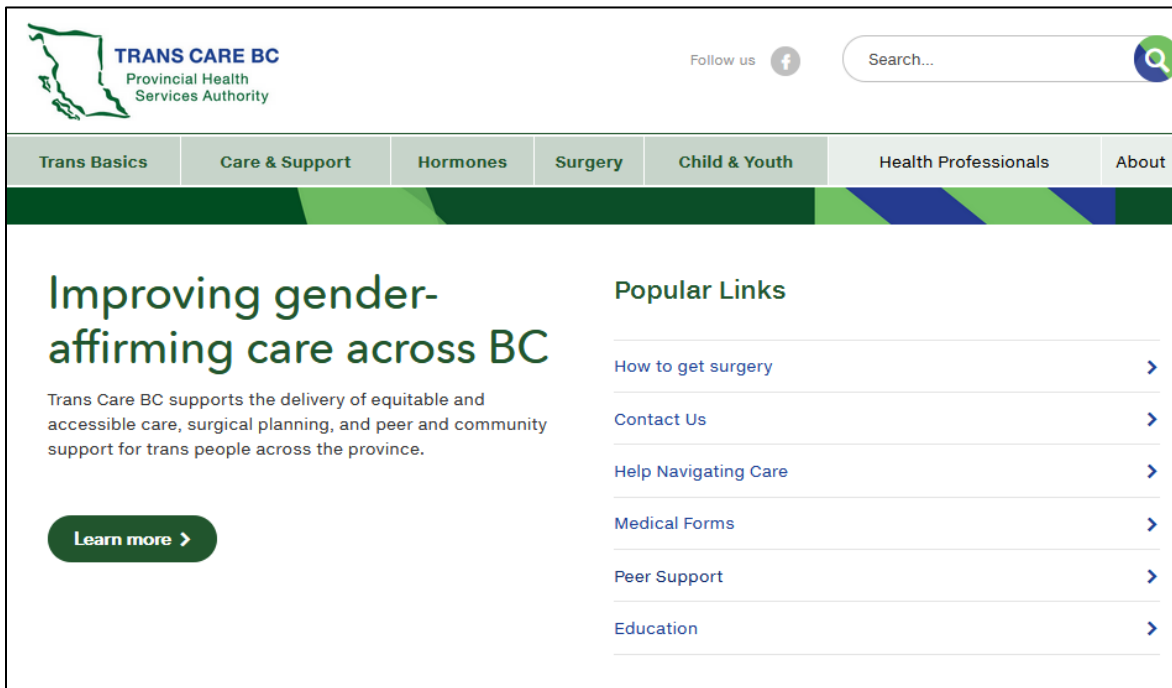 TRANS CARE BC
Provincial Health
Services Authority
Follow us
Search...
Trans Basics
Care & Support
Hormones
Surgery
Child & Youth
Health Professionals
About
Improving gender-
affirming care across BC
Trans Care BC supports the delivery of equitable and
accessible care, surgical planning, and peer and community
support for trans people across the province.
Learn more
Popular Links
How to get surgery
Contact Us
Help Navigating Care
Medical Forms
Peer Support
Education